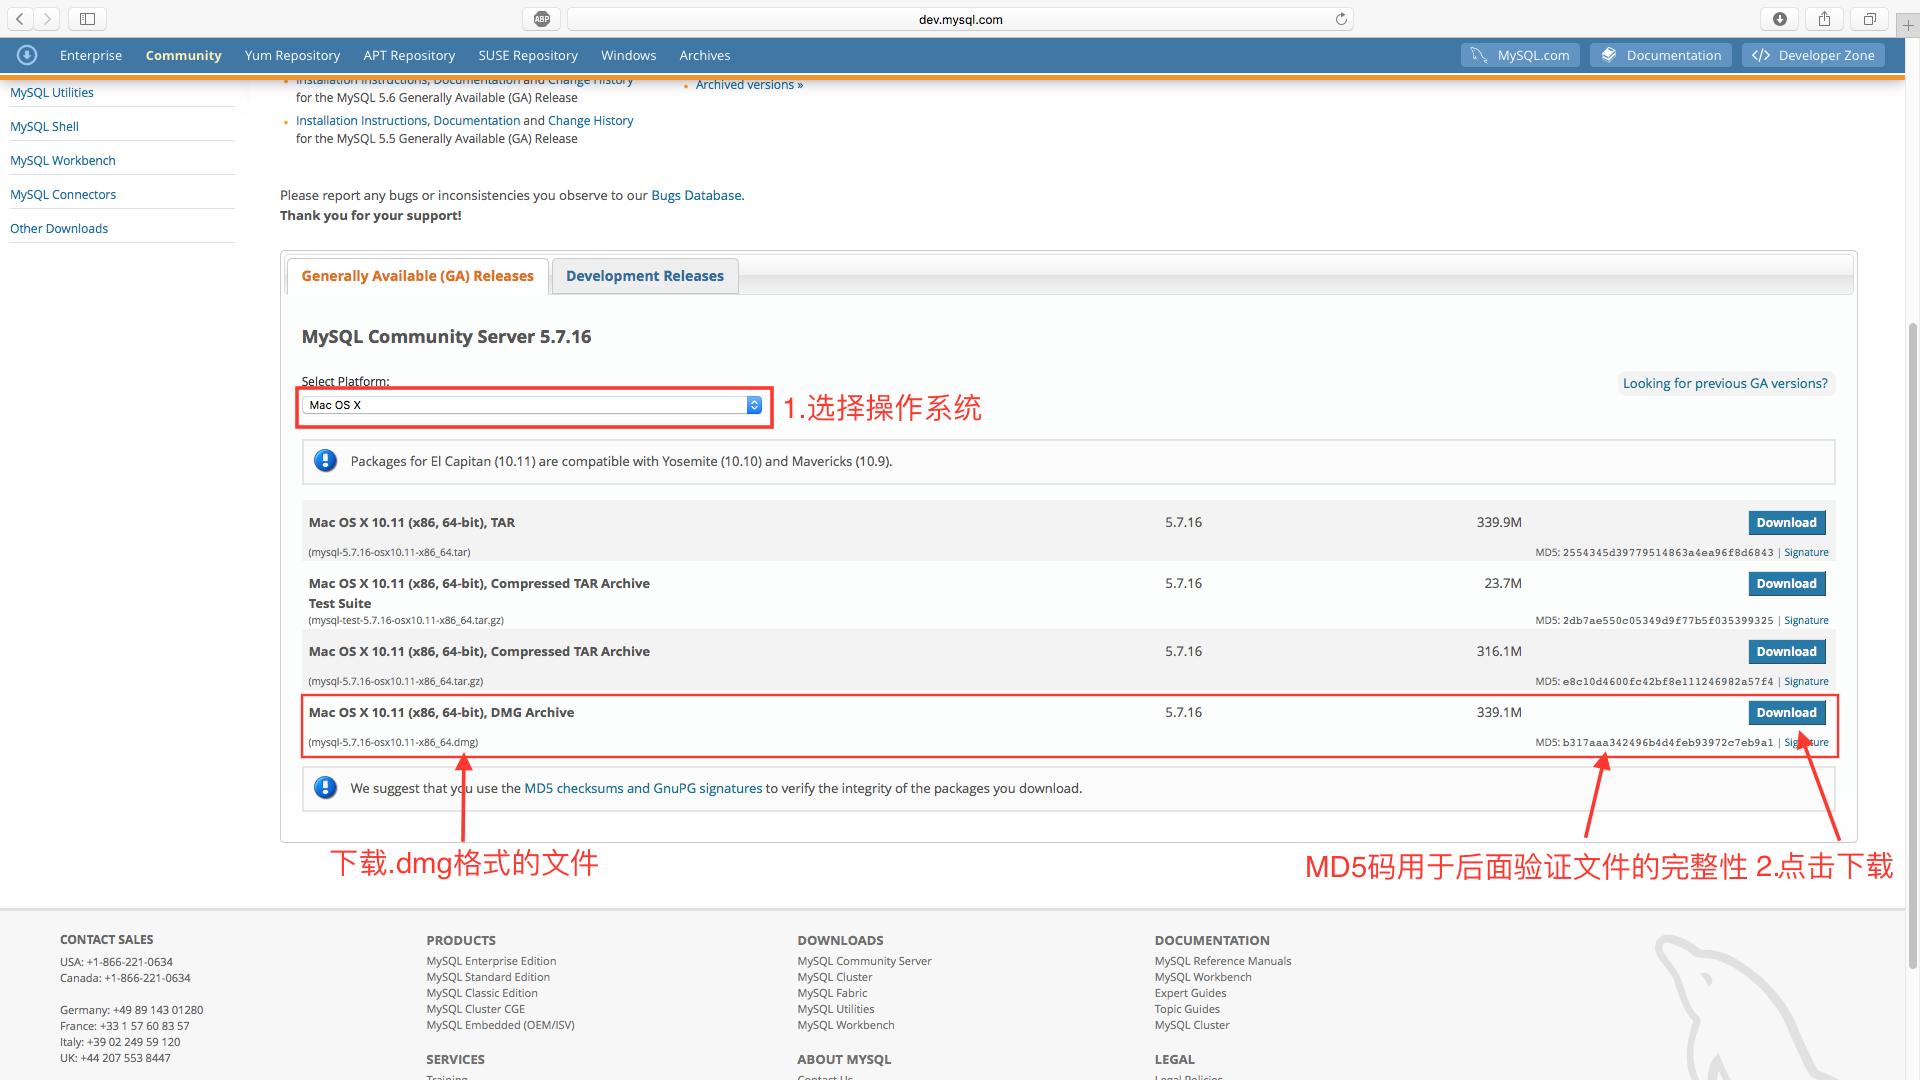 ABP
dev.mysql.com
Enterprise
Community
Yum Repository
APT Repository
SUSE Repository
Windows
Archives
MySQL.com
Documentation
Developer Zone
MySQL Utilities
MySQL Shell
MySQL Workbench
MySQL Connectors
Other Downloads
Installation Instructions, Documentation and Change History
for the MySQL 5.6 Generally Available (GA) Release
Installation Instructions, Documentation and Change History
for the MySQL 5.5 Generally Available (GA) Release
Archived versions »
Please report any bugs or inconsistencies you observe to our Bugs Database.
Thank you for your support!
Generally Available (GA) Releases
Development Releases
MySQL Community Server 5.7.16
Select Platform:
Looking for previous GA versions?
Mac OS X
1.选择操作系统
Packages for El Capitan (10.11) are compatible with Yosemite (10.10) and Mavericks (10.9).
Mac OS X 10.11 (x86, 64-bit), TAR
5.7.16
339.9M
Download
(mysql-5.7.16-osx10.11-x86_64.tar)
MD5: 2554345d39779514863a4ea96f8d6843 | Signature
Mac OS X 10.11 (x86, 64-bit), Compressed TAR Archive
Test Suite
5.7.16
23.7M
Download
(mysql-test-5.7.16-osx10.11-x86_64.tar.gz)
MD5: 2db7ae550c05349d9f77b5f035399325 | Signature
Mac OS X 10.11 (x86, 64-bit), Compressed TAR Archive
5.7.16
316.1M
Download
(mysql-5.7.16-osx10.11-x86_64.tar.gz)
MD5: e8c10d4600fc42bf8e111246982a57f4 | Signature
Mac OS X 10.11 (x86, 64-bit), DMG Archive
5.7.16
339.1M
Download
(mysql-5.7.16-osx10.11-x86_64.dmg)
MD5: b317aaa342496b4d4feb93972c7eb9a1 | Signature
We suggest that you use the MD5 checksums and GnuPG signatures to verify the integrity of the packages you download.
下载.dmg格式的文件
MD5码用于后面验证文件的完整性 2.点击下载
CONTACT SALES
USA: +1-866-221-0634
Canada: +1-866-221-0634
Germany: +49 89 143 01280
France: +33 1 57 60 83 57
Italy: +39 02 249 59 120
UK: +44 207 553 8447
PRODUCTS
MySQL Enterprise Edition
MySQL Standard Edition
MySQL Classic Edition
MySQL Cluster CGE
MySQL Embedded (OEM/ISV)
SERVICES
Training
DOWNLOADS
MySQL Community Server
MySQL Cluster
MySQL Fabric
MySQL Utilities
MySQL Workbench
ABOUT MYSQL
Contact Us
DOCUMENTATION
MySQL Reference Manuals
MySQL Workbench
Expert Guides
Topic Guides
MySQL Cluster
LEGAL
Legal Policies